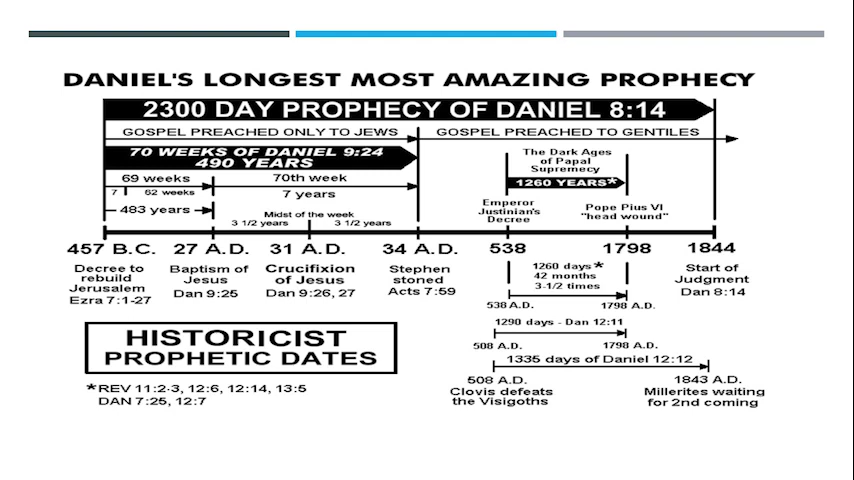 DANIEL'S LONGEST MOST AMAZING PROPHECY
2300 DAY PROPHECY OF DANIEL 8:14
GOSPEL PREACHED ONLY TO JEWS
GOSPEL PREACHED TO GENTILES
70 WEEKS OF DANIEL 9:24
490 YEARS
The Dark Ages
of Papal
Supremecy
1260 YEARS*
69 weeks
70th week
7
62 weeks
7 years
483 years
Midst of the week
3 1/2 years
3 1/2 years
Emperor
Justinian's
Decree
Pope Pius VI
"head wound"
457 B.C.
27 A.D.
31 A.D.
34 A.D.
538
1798
1844
Decree to
rebuild
Jerusalem
Ezra 7:1-27
Baptism of
Jesus
Dan 9:25
Crucifixion
of Jesus
Dan 9:26, 27
Stephen
stoned
Acts 7:59
1260 days *
42 months
3-1/2 times
Start of
Judgment
Dan 8:14
538 A.D.
1798 A.D.
1290 days - Dan 12:11
508 A.D.
1798 A.D.
1335 days of Daniel 12:12
508 A.D.
Clovis defeats
the Visigoths
1843 A.D.
Millerites waiting
for 2nd coming
HISTORICIST
PROPHETIC DATES
*REV 11:2-3, 12:6, 12:14, 13:5
DAN 7:25, 12:7